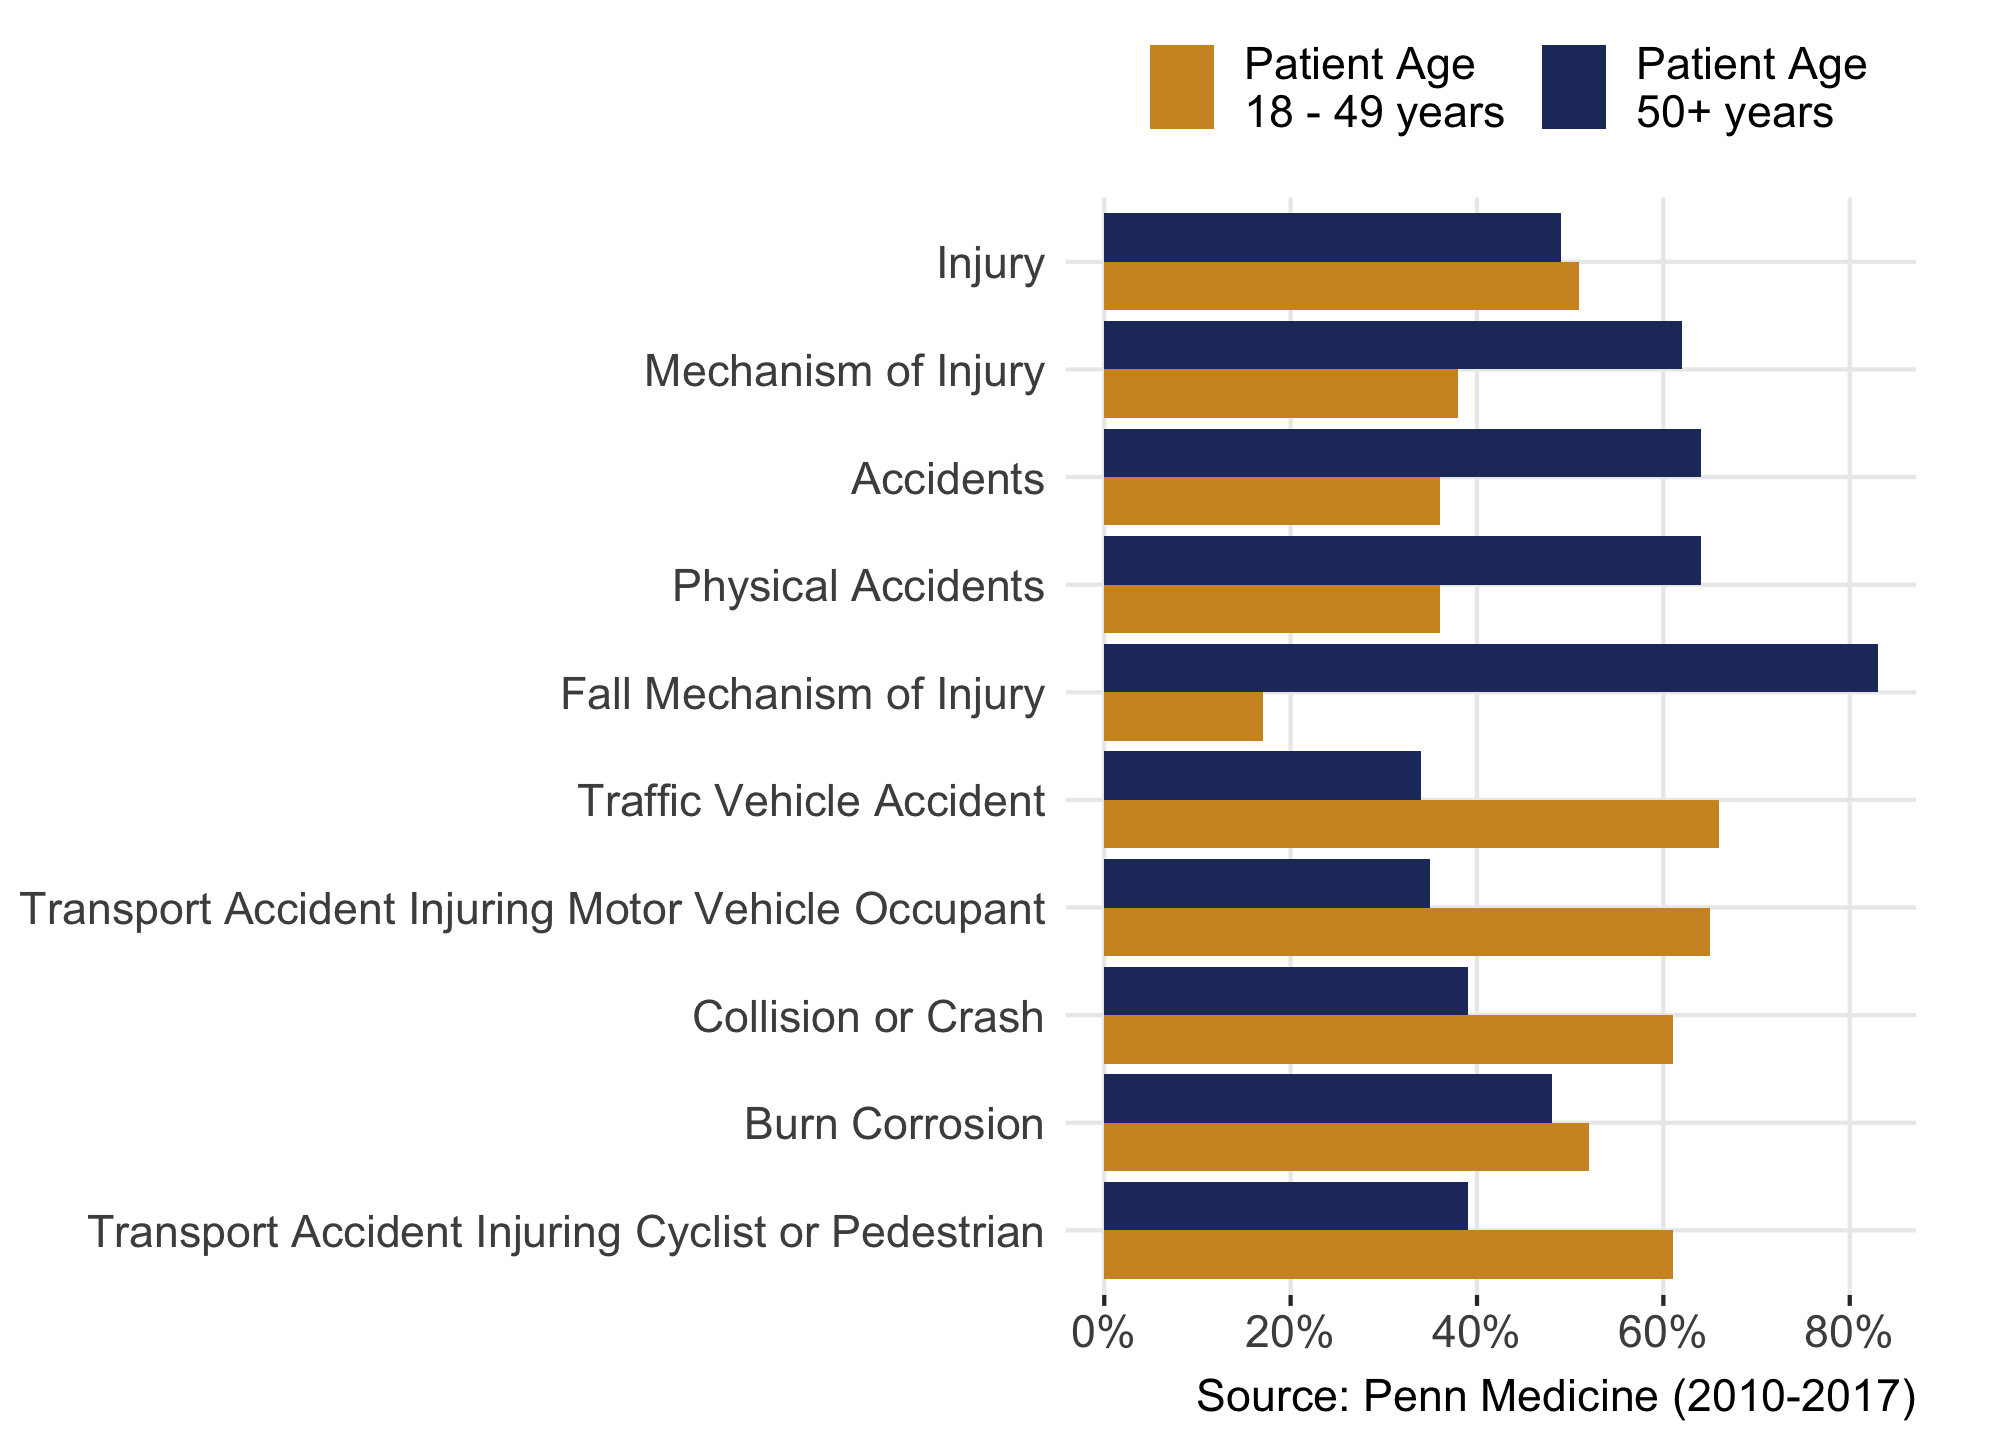 Patient Age
18 - 49 years
Patient Age
50+ years
Injury
Mechanism of Injury
Accidents
Physical Accidents
Fall Mechanism of Injury
Traffic Vehicle Accident
Transport Accident Injuring Motor Vehicle Occupant
Collision or Crash
Burn Corrosion
Transport Accident Injuring Cyclist or Pedestrian
0% 20% 40% 60% 80%
Source: Penn Medicine (2010-2017)